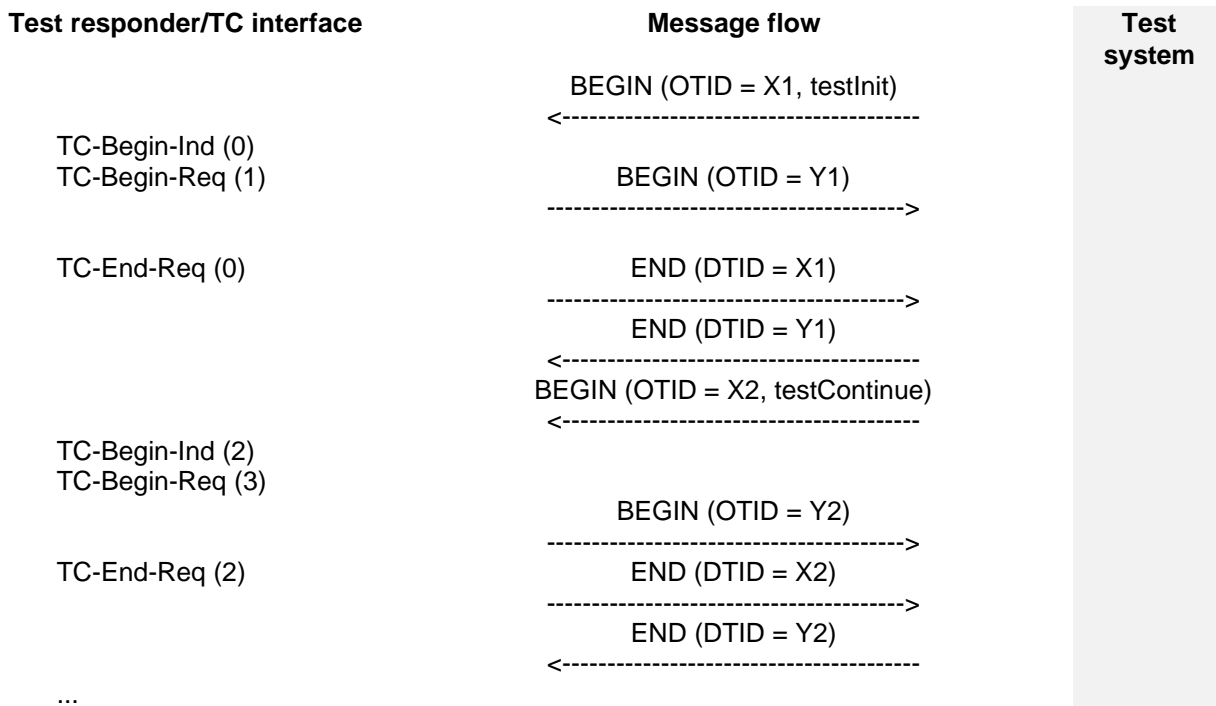 Test responder/TC interface Message flow Test
system
BEGIN (OTID = X1, testInit)
<----------------------------------------
TC-Begin-Ind (0)
TC-Begin-Req (1) BEGIN (OTID = Y1)
---------------------------------------->
TC-End-Req (0) END (DTID = X1)
---------------------------------------->
END (DTID = Y1)
<----------------------------------------
BEGIN (OTID = X2, testContinue)
<----------------------------------------
TC-Begin-Ind (2)
TC-Begin-Req (3)
BEGIN (OTID = Y2)
---------------------------------------->
TC-End-Req (2) END (DTID = X2)
---------------------------------------->
END (DTID = Y2)
<----------------------------------------
...